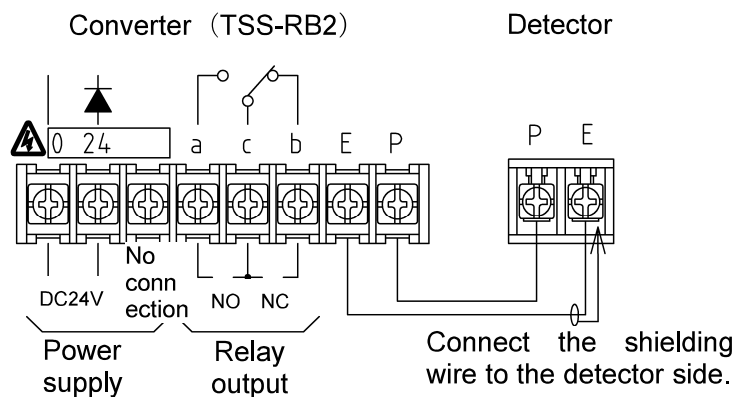 Converter （TSS-RB2） Detector
0 24 a c b E P P E
No
conn
ection
DC24V NO NC
Power
supply
Relay
output
Connect the shielding
wire to the detector side.